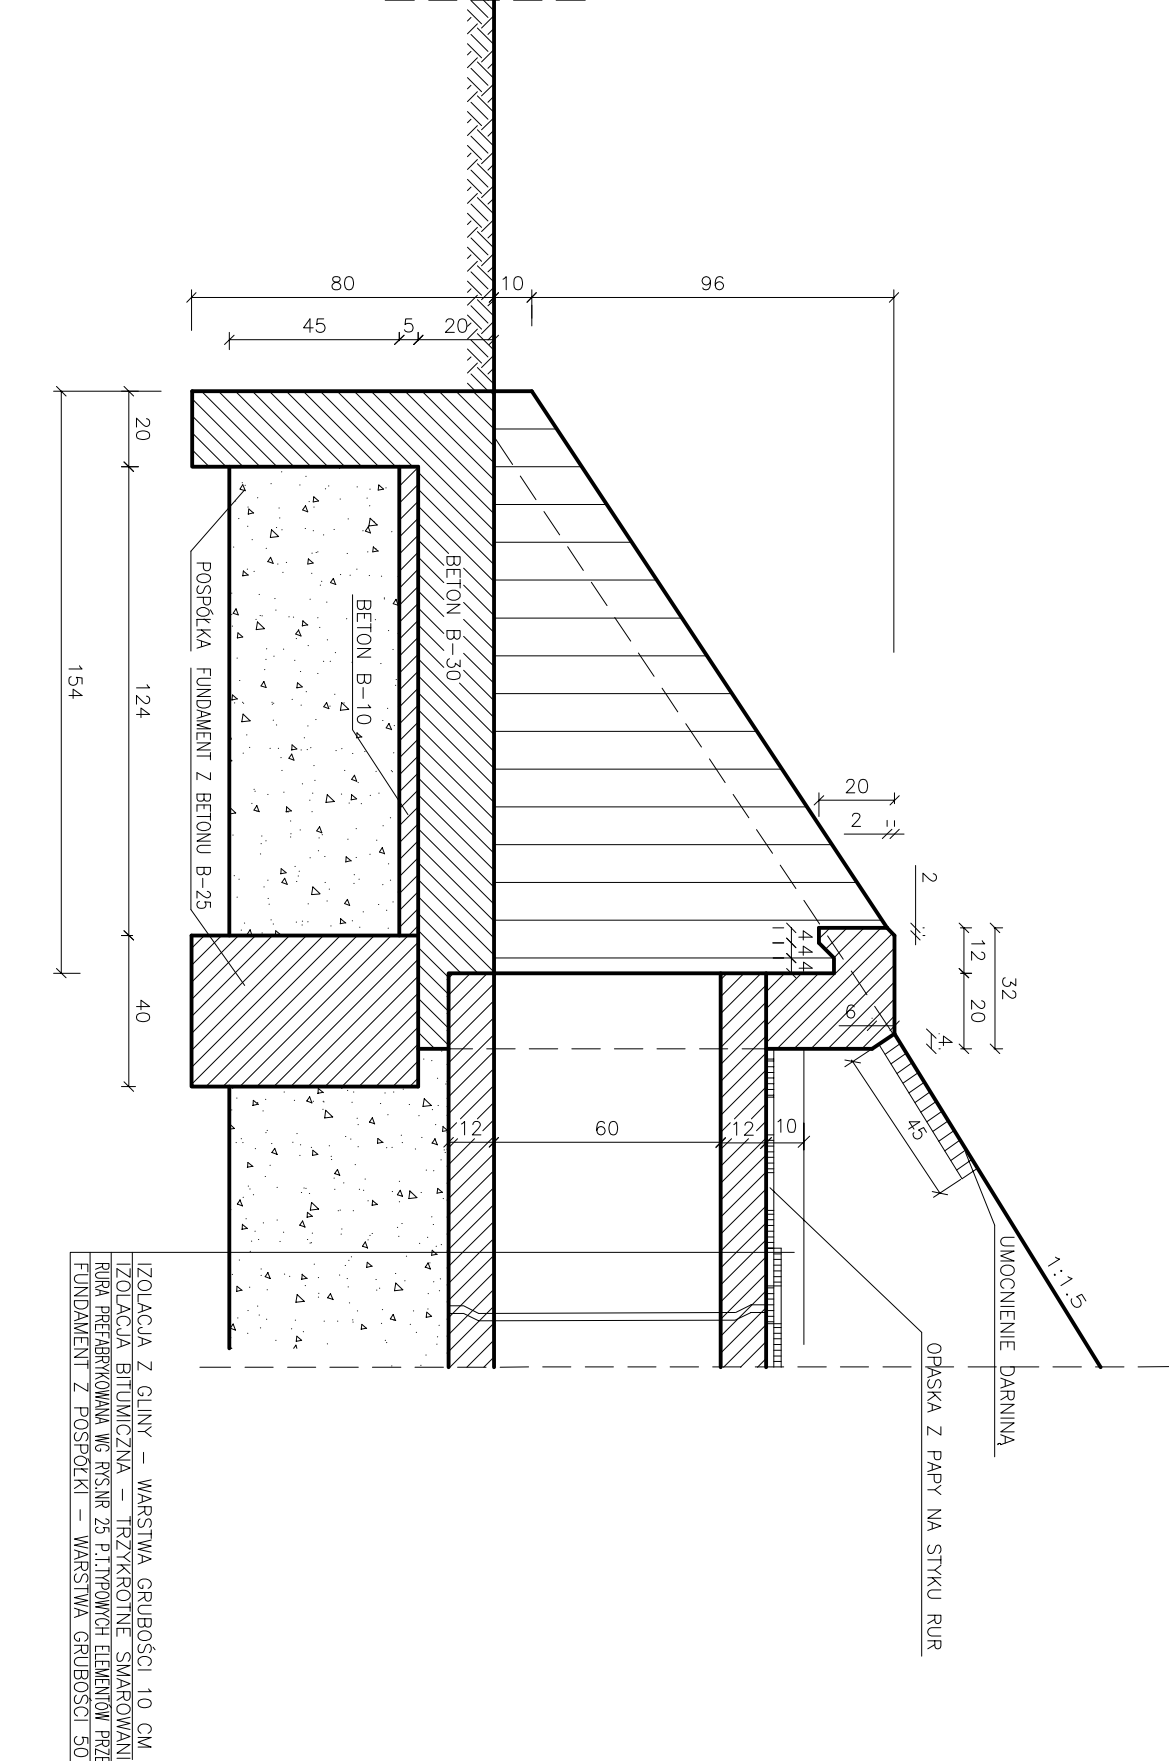 80
10
96
45
5
20
20
124
40
154
BETON B-30
BETON B-10
POSPÓŁKA
FUNDAMENT Z BETONU B-25
20
2
2
12
20
32
4
4
4
6
4
45
12
60
12
10
1:1.5
UMOCNIENIE DARNINĄ
OPASKA Z PAPY NA STYKU RUR
IZOLACJA Z GLINY - WARSTWA GRUBOŚCI 10 CM
IZOLACJA BITUMICZNA - TRZYKROTNE SMAROWANI
RURA PREFABRYKOWANA WG RYS.NR 25 P.T.TYPOWYCH ELEMENTÓW PRZE
FUNDAMENT Z POSPÓŁKI - WARSTWA GRUBOŚCI 50